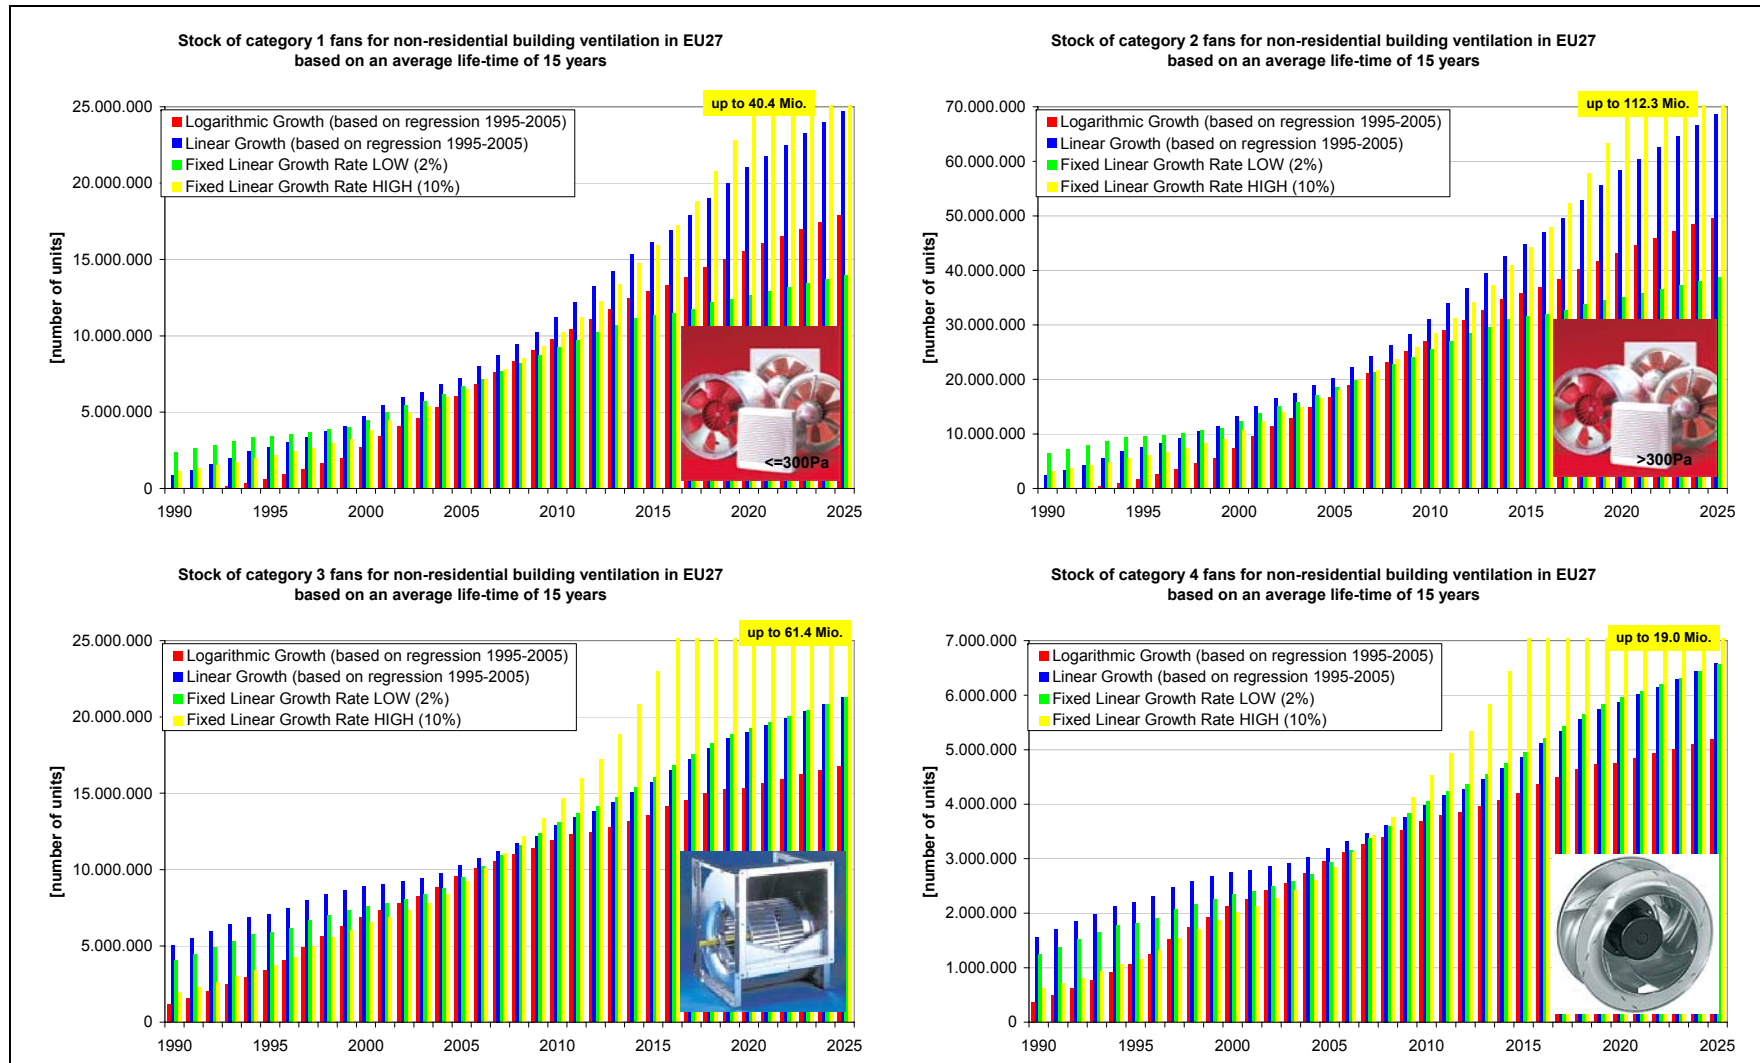 Stock of category 1 fans for non-residential building ventilation in EU27
based on an average life-time of 15 years
up to 40.4 Mio.
Logarithmic Growth (based on regression 1995-2005)
Linear Growth (based on regression 1995-2005)
Fixed Linear Growth Rate LOW (2%)
Fixed Linear Growth Rate HIGH (10%)
[number of units]
25.000.000
20.000.000
15.000.000
10.000.000
5.000.000
0
<=300Pa
1990 1995 2000 2005 2010 2015 2020 2025
Stock of category 2 fans for non-residential building ventilation in EU27
based on an average life-time of 15 years
up to 112.3 Mio.
Logarithmic Growth (based on regression 1995-2005)
Linear Growth (based on regression 1995-2005)
Fixed Linear Growth Rate LOW (2%)
Fixed Linear Growth Rate HIGH (10%)
[number of units]
70.000.000
60.000.000
50.000.000
40.000.000
30.000.000
20.000.000
10.000.000
0
>300Pa
1990 1995 2000 2005 2010 2015 2020 2025
Stock of category 3 fans for non-residential building ventilation in EU27
based on an average life-time of 15 years
up to 61.4 Mio.
Logarithmic Growth (based on regression 1995-2005)
Linear Growth (based on regression 1995-2005)
Fixed Linear Growth Rate LOW (2%)
Fixed Linear Growth Rate HIGH (10%)
[number of units]
25.000.000
20.000.000
15.000.000
10.000.000
5.000.000
0
1990 1995 2000 2005 2010 2015 2020 2025
Stock of category 4 fans for non-residential building ventilation in EU27
based on an average life-time of 15 years
up to 19.0 Mio.
Logarithmic Growth (based on regression 1995-2005)
Linear Growth (based on regression 1995-2005)
Fixed Linear Growth Rate LOW (2%)
Fixed Linear Growth Rate HIGH (10%)
[number of units]
7.000.000
6.000.000
5.000.000
4.000.000
3.000.000
2.000.000
1.000.000
0
1990 1995 2000 2005 2010 2015 2020 2025